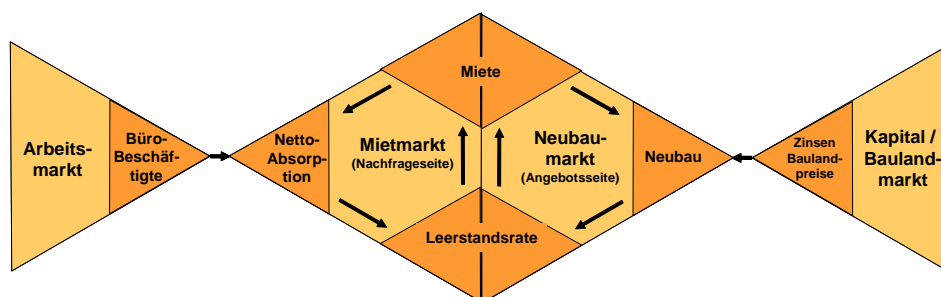 Arbeits-
markt
Büro-
Beschäf-
tigte
Netto-
Absorp-
tion
Mietmarkt
(Nachfrageseite)
Miete
Leerstandsrate
Neubau-
markt
(Angebotsseite)
Neubau
Zinsen
Bauland-
preise
Kapital /
Bauland-
markt